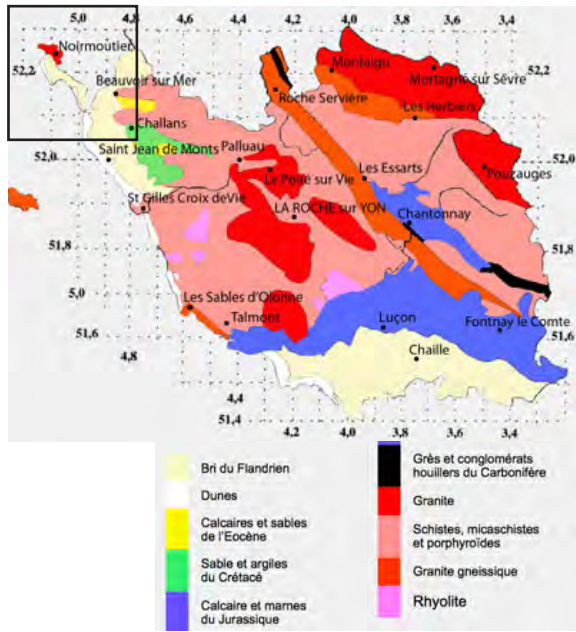 5,0 4,8 4,6 4,4 4,2 4,0 3,8 3,6 3,4
Noirmoutier
Montaigu
Mortagne sur Sèvre
52,2
52,2
Beauvoir sur Mer
Roche Servière
Les Herbiers
Challans
Saint Jean de Monts
52,0
Palluau
Les Essarts
52,0
Le Poiré sur Vie
Pouzauges
St Gilles Croix deVie
LA ROCHE sur YON
Chantonnay
51,8
51,8
5,0
Les Sables d'Olonne
5,0
51,6
Talmont
Luçon
Fontnay le Comte
51,6
4,8
Chaille
4,4
51,4
4,2 4,0 3,8 3,6 3,4
Bri du Flandrien
Dunes
Calcaires et sables
de l'Eocène
Sable et argiles
du Crétacé
Calcaire et marnes
du Jurassique
Grès et conglomérats
houillers du Carbonifère
Granite
Schistes, micaschistes
et porphyroïdes
Granite gneissique
Rhyolite